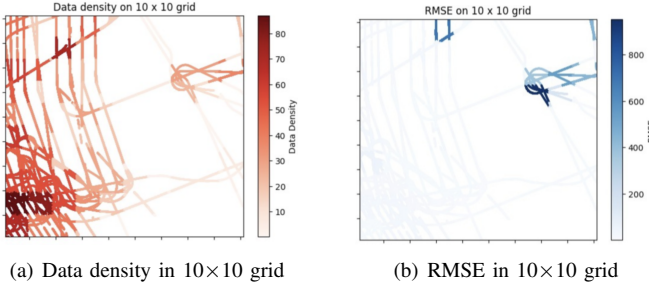 Data density on 10 x 10 grid
80
70
60
50
40
30
20
10
Data Density
(a) Data density in 10×10 grid
RMSE on 10 x 10 grid
800
600
400
200
(b) RMSE in 10×10 grid